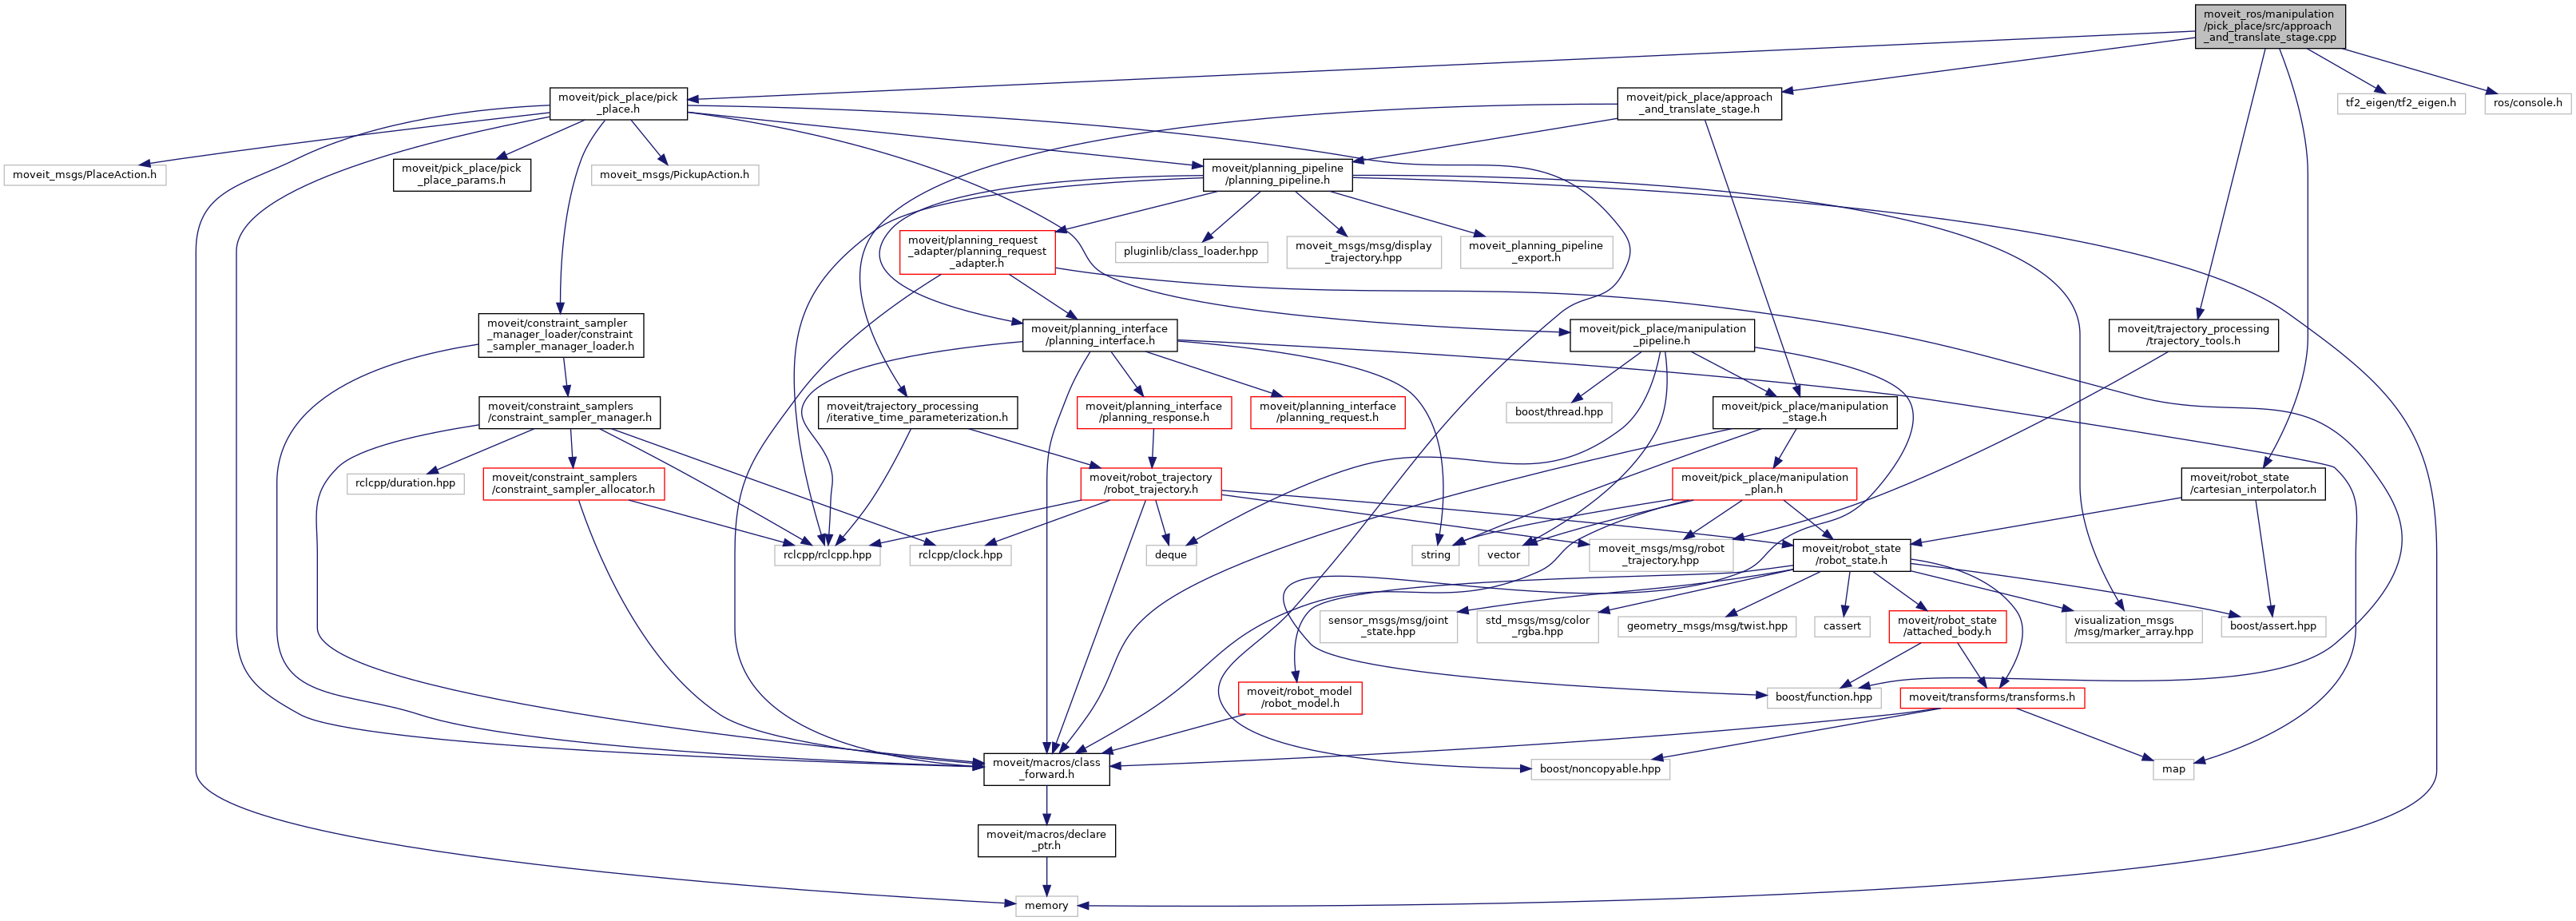 moveit_ros/manipulation
/pick_place/src/approach
_and_translate_stage.cpp
moveit/pick_place/pick
_place.h
moveit/pick_place/approach
_and_translate_stage.h
tf2_eigen/tf2_eigen.h
ros/console.h
moveit_msgs/PlaceAction.h
moveit/pick_place/pick
_place_params.h
moveit_msgs/PickupAction.h
moveit/planning_pipeline
/planning_pipeline.h
moveit/planning_request
_adapter/planning_request
_adapter.h
pluginlib/class_loader.hpp
moveit_msgs/msg/display
_trajectory.hpp
moveit_planning_pipeline
_export.h
moveit/constraint_sampler
_manager_loader/constraint
_sampler_manager_loader.h
moveit/planning_interface
/planning_interface.h
moveit/pick_place/manipulation
_pipeline.h
moveit/trajectory_processing
/trajectory_tools.h
moveit/constraint_samplers
/constraint_sampler_manager.h
moveit/trajectory_processing
/iterative_time_parameterization.h
moveit/planning_interface
/planning_response.h
moveit/planning_interface
/planning_request.h
boost/thread.hpp
moveit/pick_place/manipulation
_stage.h
rclcpp/duration.hpp
moveit/constraint_samplers
/constraint_sampler_allocator.h
moveit/robot_trajectory
/robot_trajectory.h
moveit/pick_place/manipulation
_plan.h
moveit/robot_state
/cartesian_interpolator.h
rclcpp/rclcpp.hpp
rclcpp/clock.hpp
deque
string
vector
moveit_msgs/msg/robot
_trajectory.hpp
moveit/robot_state
/robot_state.h
sensor_msgs/msg/joint
_state.hpp
std_msgs/msg/color
_rgba.hpp
geometry_msgs/msg/twist.hpp
cassert
moveit/robot_state
/attached_body.h
visualization_msgs
/msg/marker_array.hpp
boost/assert.hpp
moveit/robot_model
/robot_model.h
boost/function.hpp
moveit/transforms/transforms.h
moveit/macros/class
_forward.h
boost/noncopyable.hpp
map
moveit/macros/declare
_ptr.h
memory